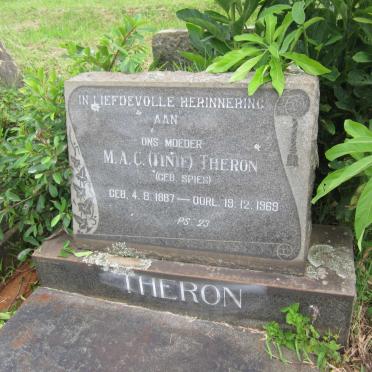 IN LIEFDEVOLLE HERINNERING
AAN
ONS MOEDER
M.A.C. (TINIE) THERON
(GEB. SPIES)
GEB. 4.8.1887 — OORL. 19.12.1969
PS. 23
THERON